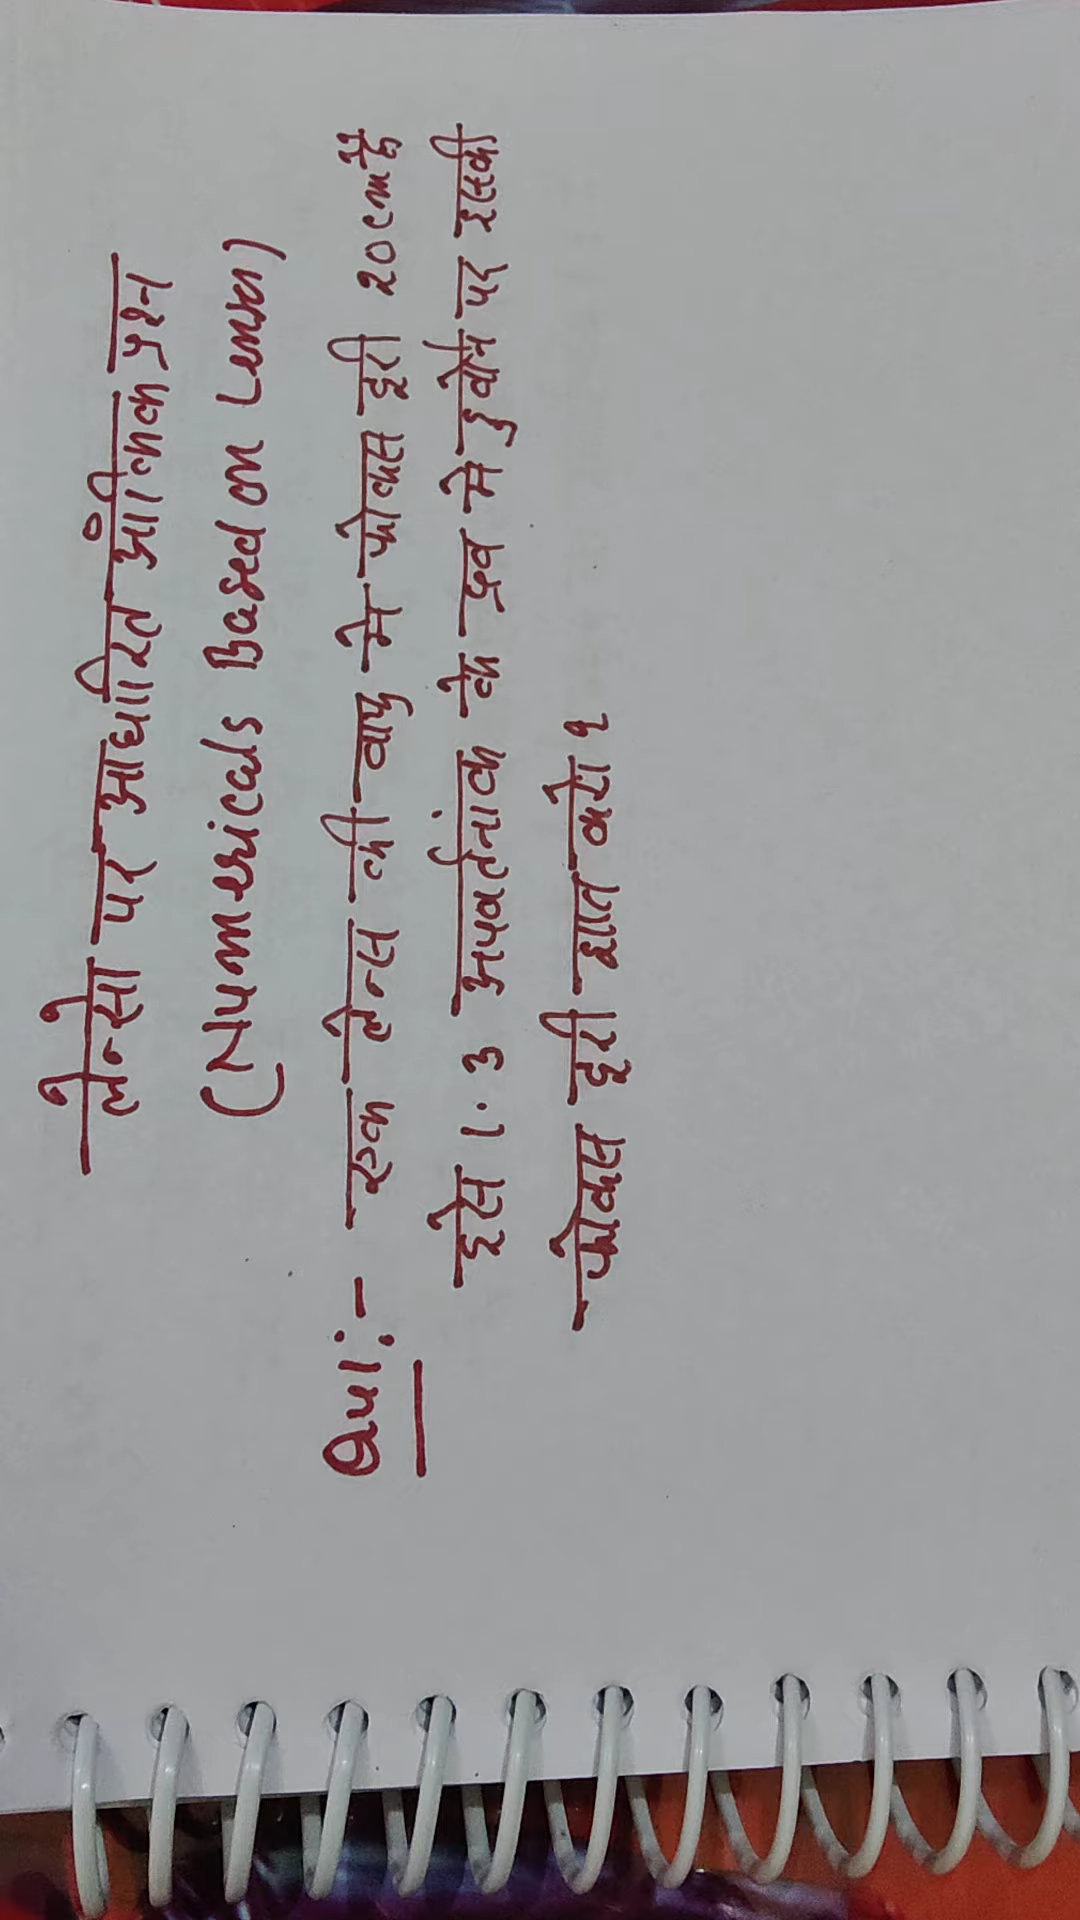 लेन्सो पर आधारित आंकिक प्रश्न
(Numericals Based on Lense)
Qu1:- एक लेन्स की वायु मे फोकस दूरी 20cm है
इसे 1.3 अपवर्तनांक के द्रव मे डुबोने पर इसकी
फोकस दूरी ज्ञात करो ?